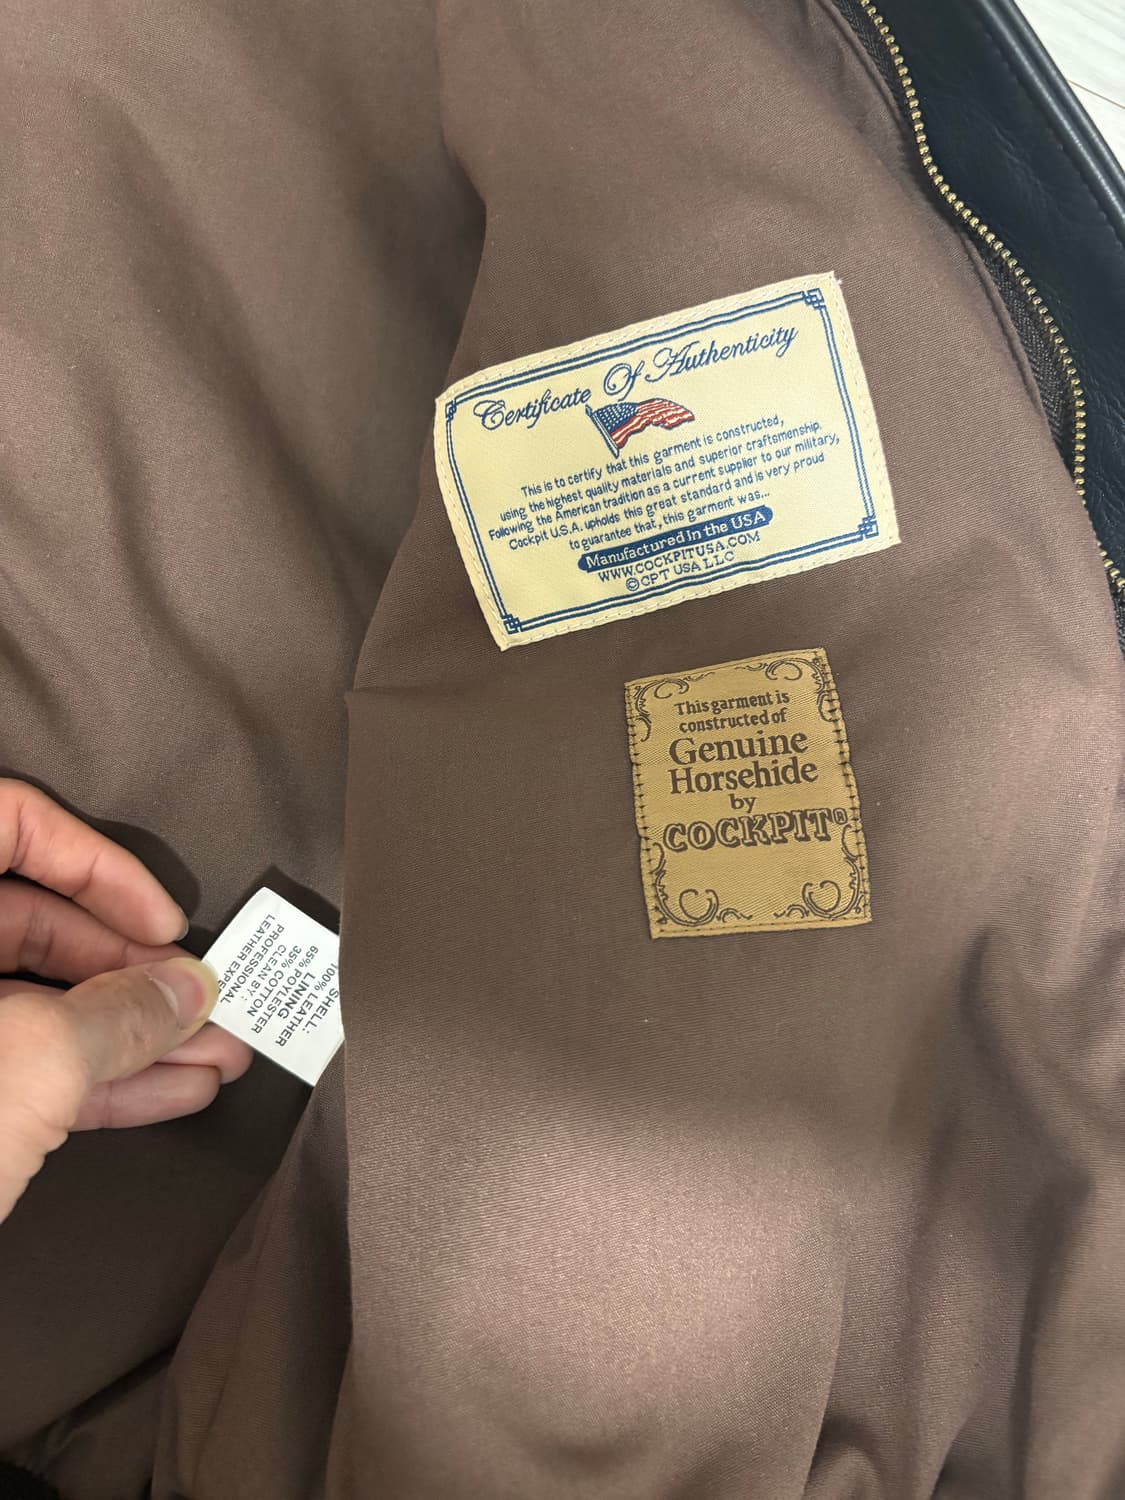 Certificate Of Authenticity
This is to certify that this garment is constructed,
using the highest quality materials and superior craftsmenship.
Following the American tradition as a current supplier to our military,
Cockpit U.S.A. upholds this great standard and is very proud
to guarantee that, this garment was...
Manufactured In the USA
WWW.COCKPITUSA.COM
© CPT USA LLC
This garment is
constructed of
Genuine
Horsehide
by
COCKPIT®
SHELL:
100% LEATHER
LINING
65% POYLESTER
35% COTTON
CLEAN BY:
PROFESSIONAL
LEATHER